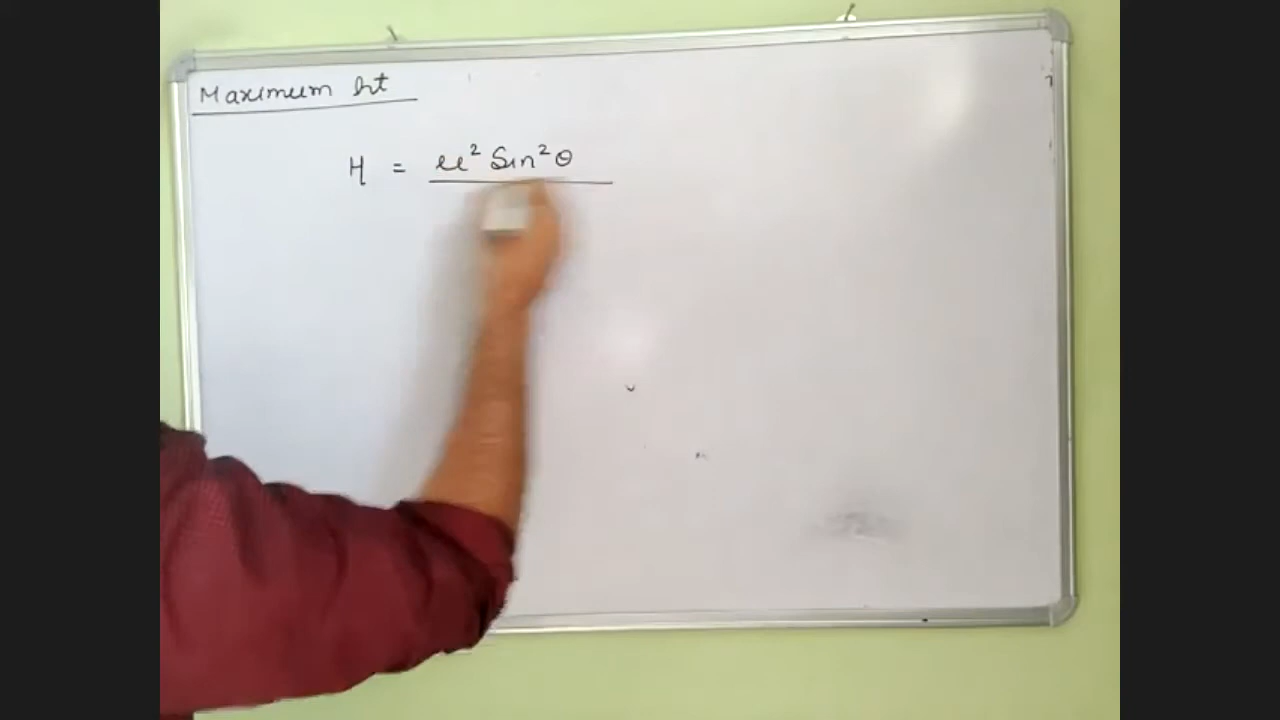 Maximum ht
H = u² Sin²θ